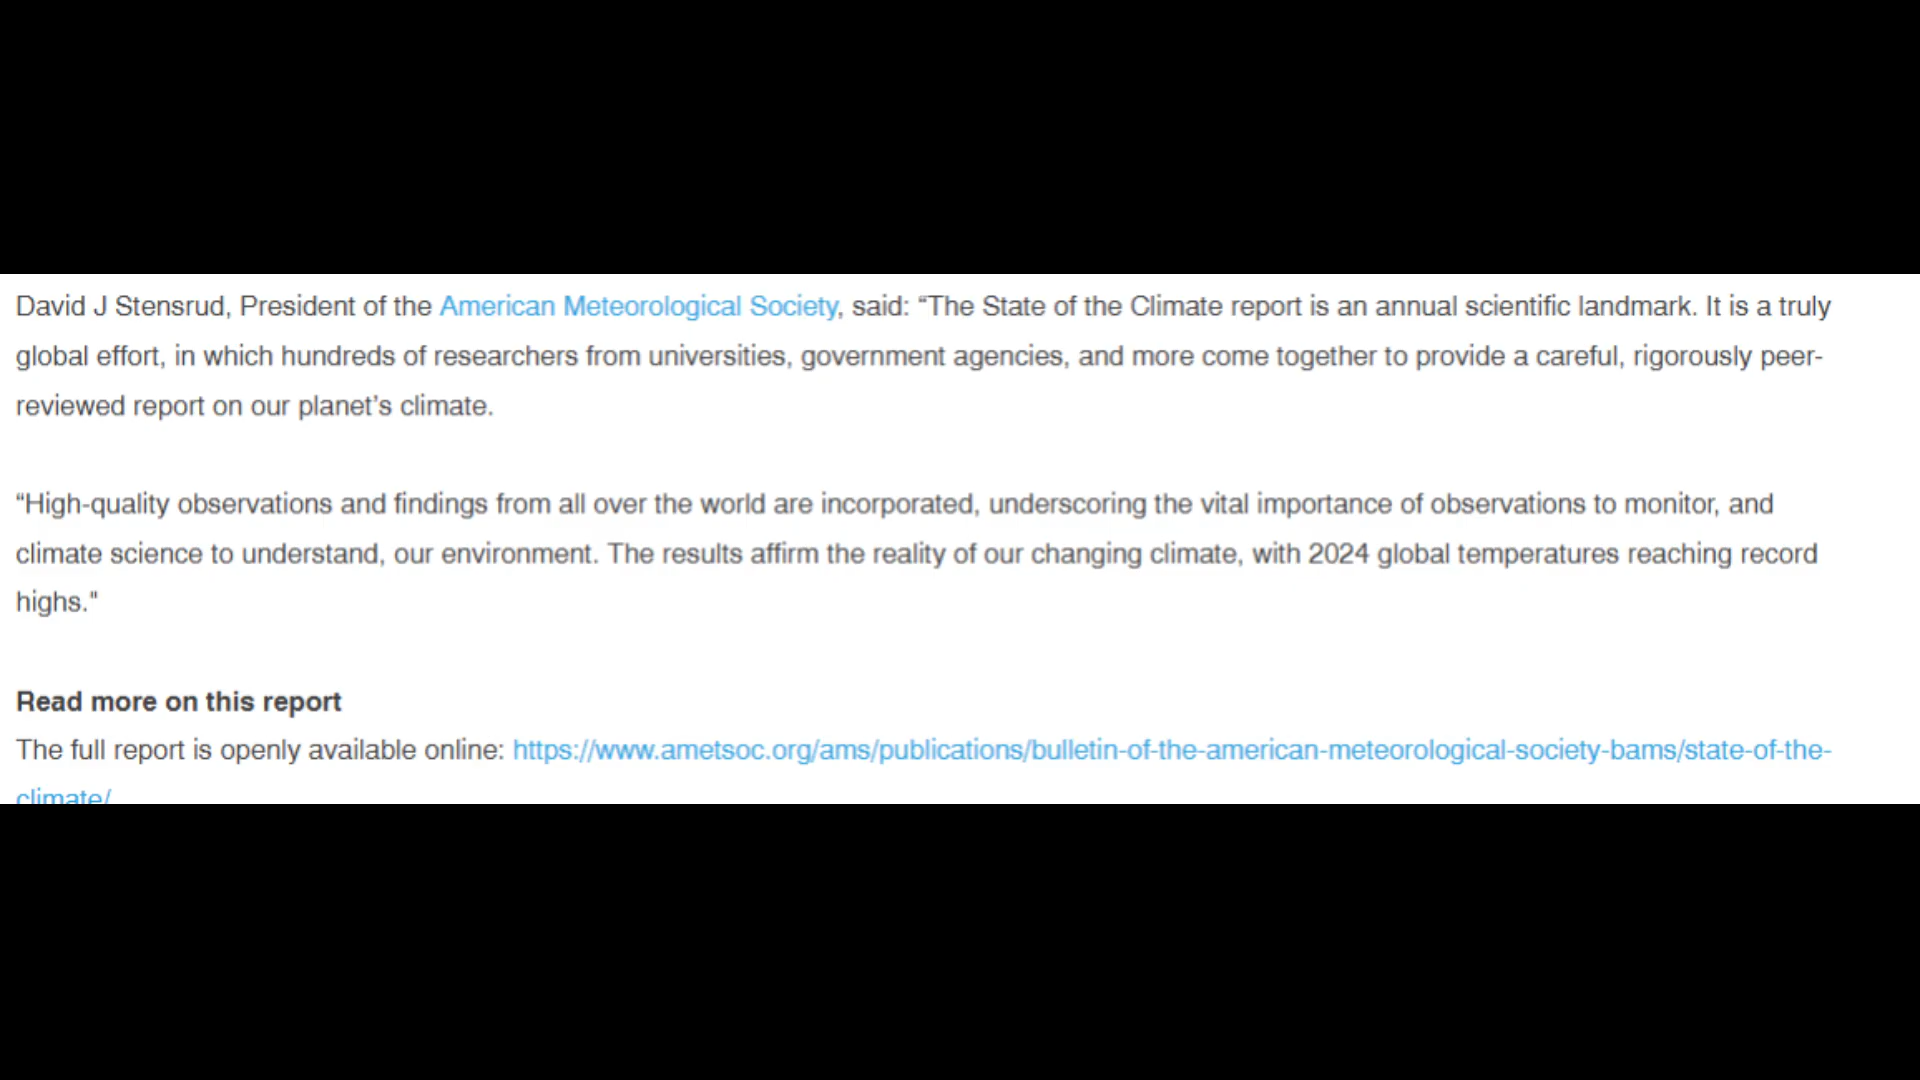 David J Stensrud, President of the American Meteorological Society, said: “The State of the Climate report is an annual scientific landmark. It is a truly
global effort, in which hundreds of researchers from universities, government agencies, and more come together to provide a careful, rigorously peer-
reviewed report on our planet’s climate.
“High-quality observations and findings from all over the world are incorporated, underscoring the vital importance of observations to monitor, and
climate science to understand, our environment. The results affirm the reality of our changing climate, with 2024 global temperatures reaching record
highs."
Read more on this report
The full report is openly available online: https://www.ametsoc.org/ams/publications/bulletin-of-the-american-meteorological-society-bams/state-of-the-
climate/